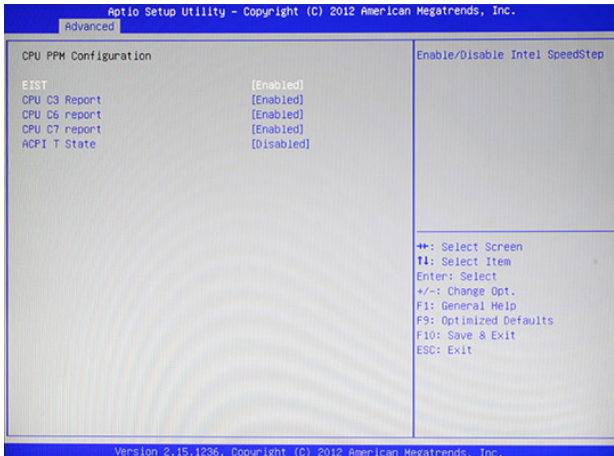 Aptio Setup Utility – Copyright (C) 2012 American Megatrends, Inc.
Advanced
CPU PPM Configuration
EIST [Enabled]
CPU C3 Report [Enabled]
CPU C6 report [Enabled]
CPU C7 report [Enabled]
ACPI T State [Disabled]
Enable/Disable Intel SpeedStep
→←: Select Screen
↑↓: Select Item
Enter: Select
+/-: Change Opt.
F1: General Help
F9: Optimized Defaults
F10: Save & Exit
ESC: Exit
Version 2.15.1236. Copyright (C) 2012 American Megatrends, Inc.